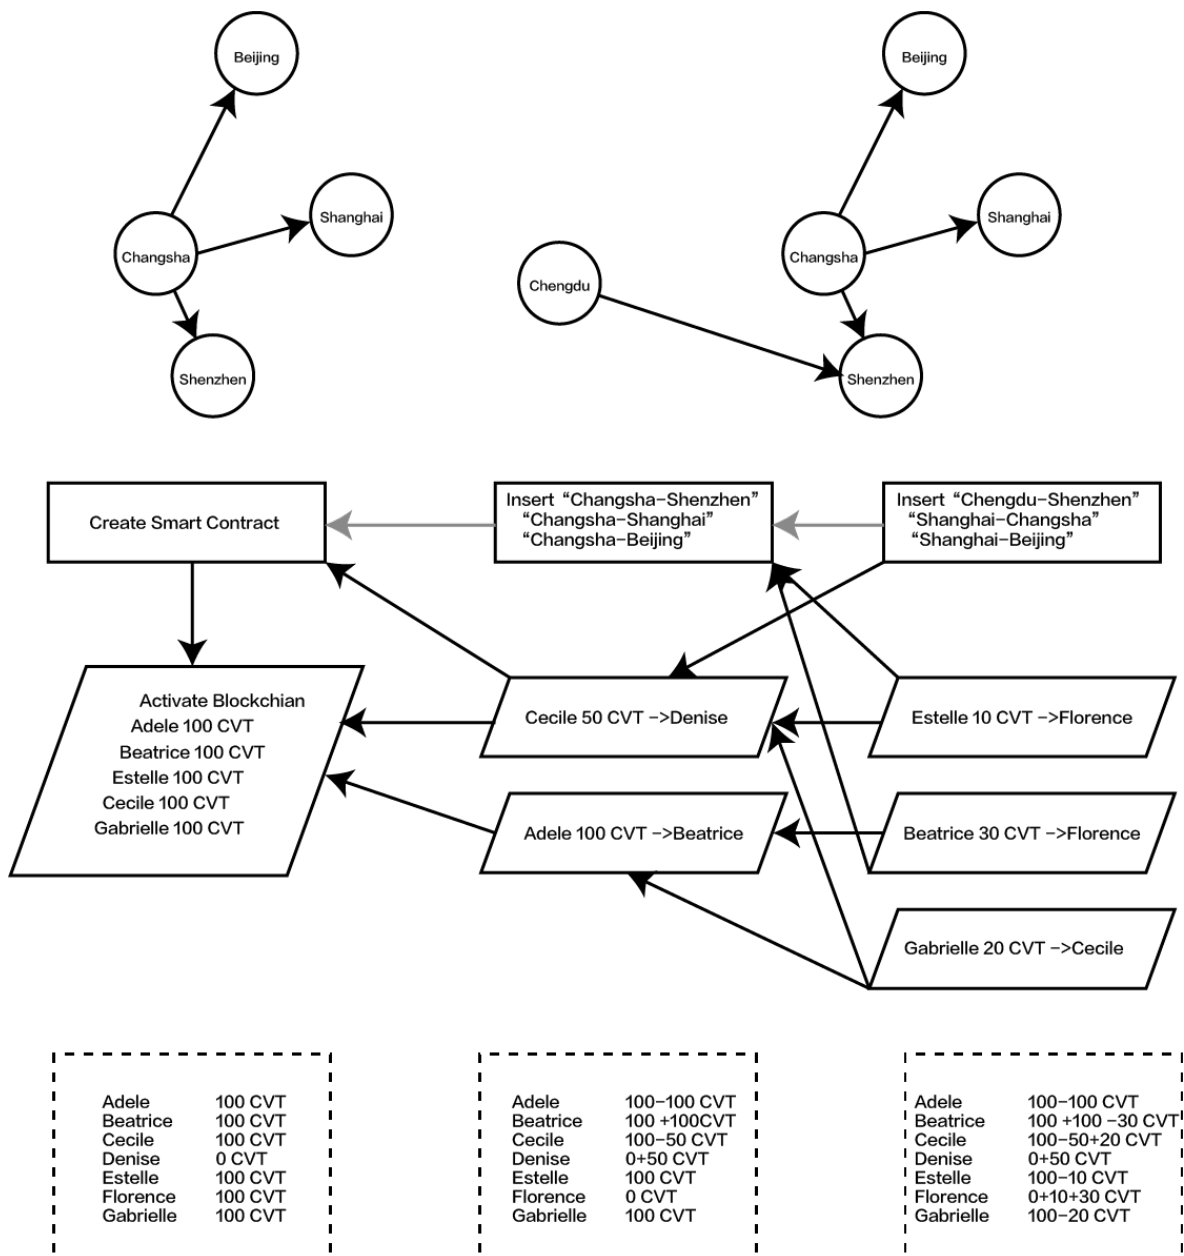 Beijing
Shanghai
Changsha
Shenzhen
Beijing
Shanghai
Changsha
Chengdu
Shenzhen
Create Smart Contract
Insert “Changsha–Shenzhen”
“Changsha–Shanghai”
“Changsha–Beijing”
Insert “Chengdu–Shenzhen”
“Shanghai–Changsha”
“Shanghai–Beijing”
Activate Blockchian
Adele 100 CVT
Beatrice 100 CVT
Estelle 100 CVT
Cecile 100 CVT
Gabrielle 100 CVT
Cecile 50 CVT –>Denise
Adele 100 CVT –>Beatrice
Estelle 10 CVT –>Florence
Beatrice 30 CVT –>Florence
Gabrielle 20 CVT –>Cecile
Adele 100 CVT
Beatrice 100 CVT
Cecile 100 CVT
Denise 0 CVT
Estelle 100 CVT
Florence 100 CVT
Gabrielle 100 CVT
Adele 100–100 CVT
Beatrice 100 +100CVT
Cecile 100–50 CVT
Denise 0+50 CVT
Estelle 100 CVT
Florence 0 CVT
Gabrielle 100 CVT
Adele 100–100 CVT
Beatrice 100 +100 –30 CVT
Cecile 100–50+20 CVT
Denise 0+50 CVT
Estelle 100–10 CVT
Florence 0+10+30 CVT
Gabrielle 100–20 CVT